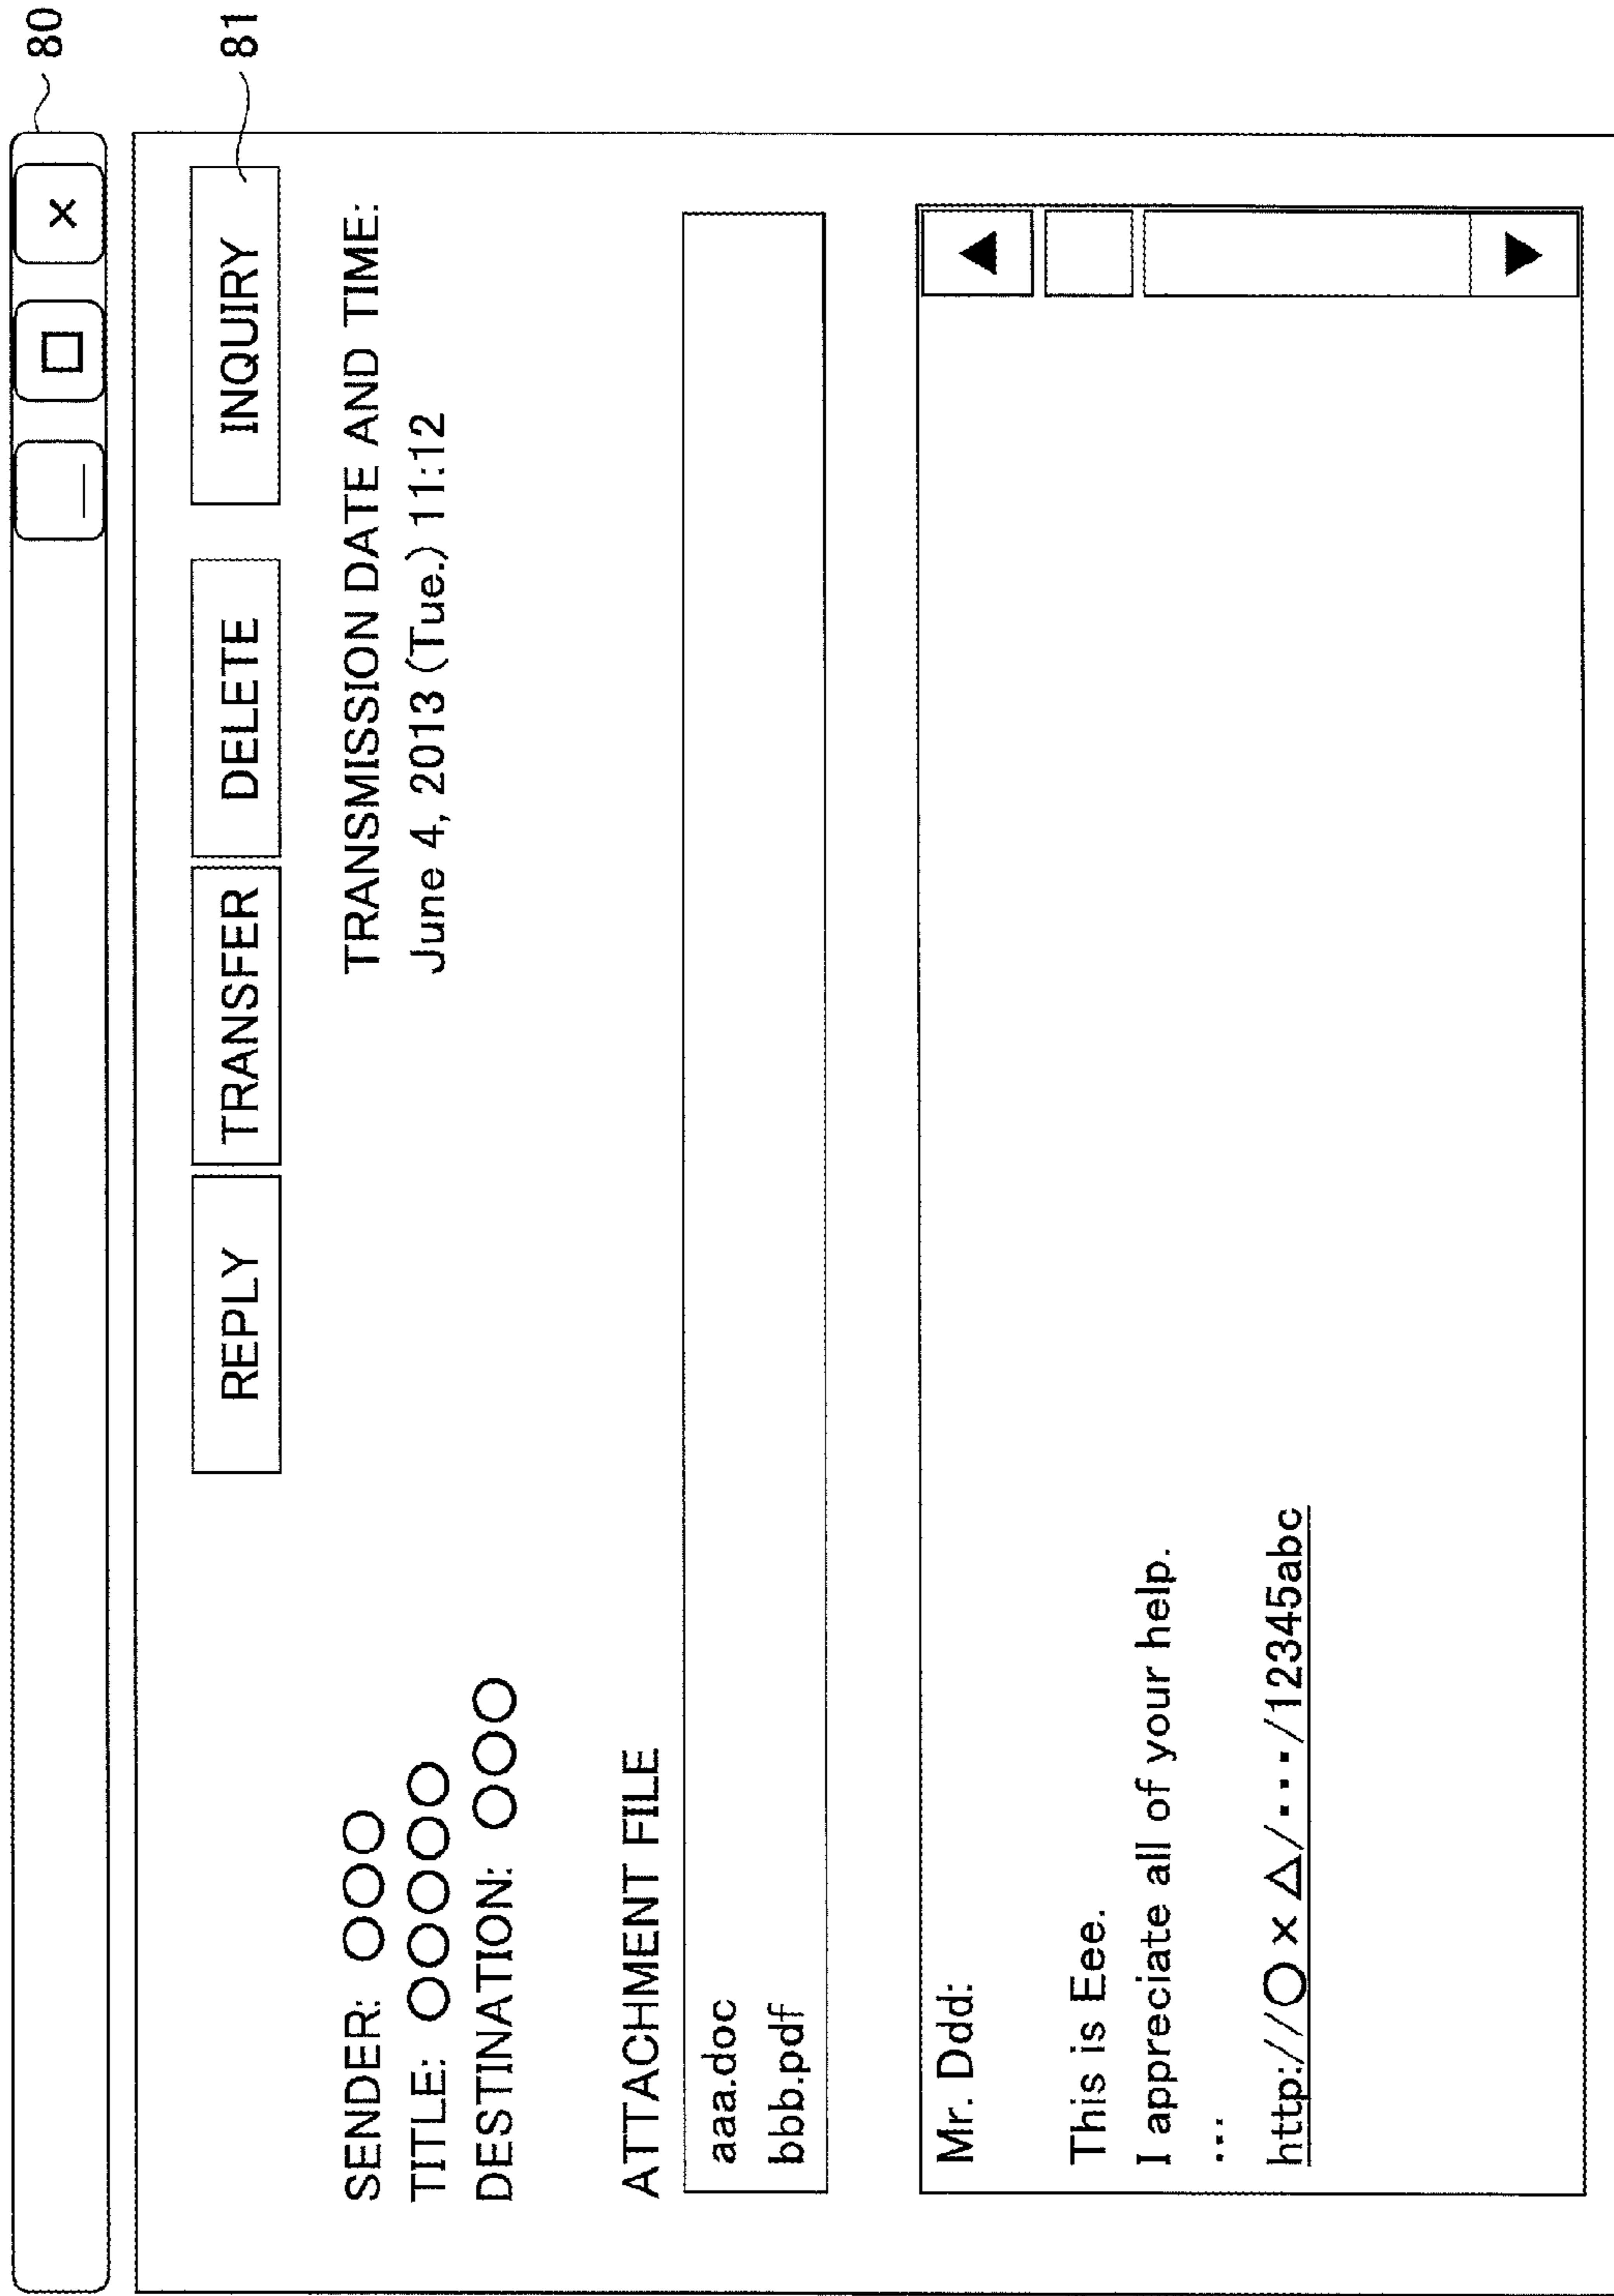 80
×
REPLY TRANSFER DELETE INQUIRY 81
SENDER: ○○○ TRANSMISSION DATE AND TIME:
TITLE: ○○○○○ June 4, 2013 (Tue.) 11:12
DESTINATION: ○○○
ATTACHMENT FILE
aaa.doc
bbb.pdf
Mr. Ddd:
This is Eee.
I appreciate all of your help.
...
http://○×△/···/12345abc